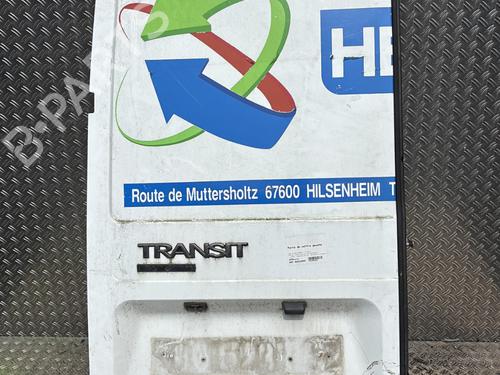 HE
Route de Muttersholtz 67600 HILSENHEIM T
TRANSIT
B-PARTS